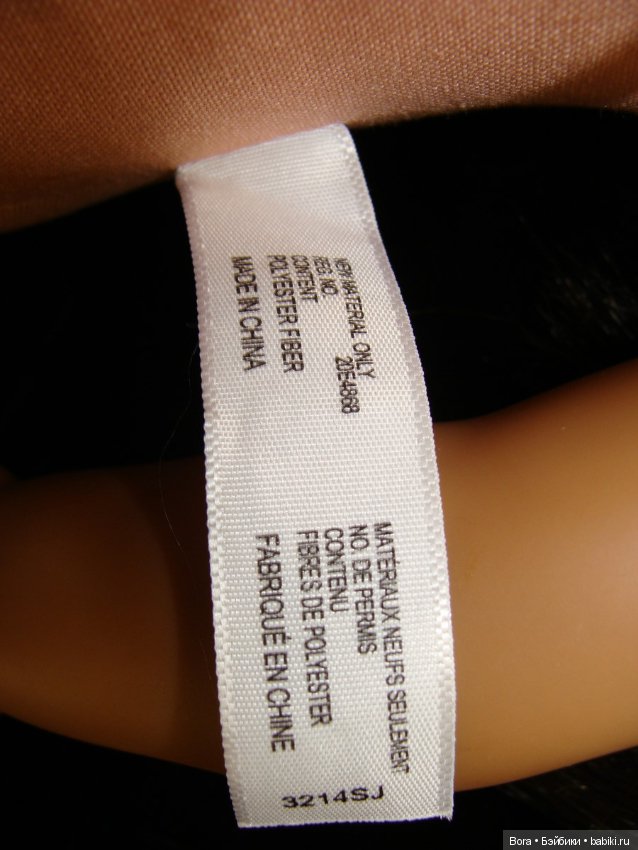 NEW MATERIAL ONLY
REG. NO. 20E4868
CONTENT
POLYESTER FIBER
MADE IN CHINA
MATÉRIAUX NEUFS SEULEMENT
NO. DE PERMIS
CONTENU
FIBRES DE POLYESTER
FABRIQUÉ EN CHINE
3214SJ
Bora • Бэйбики • babiki.ru